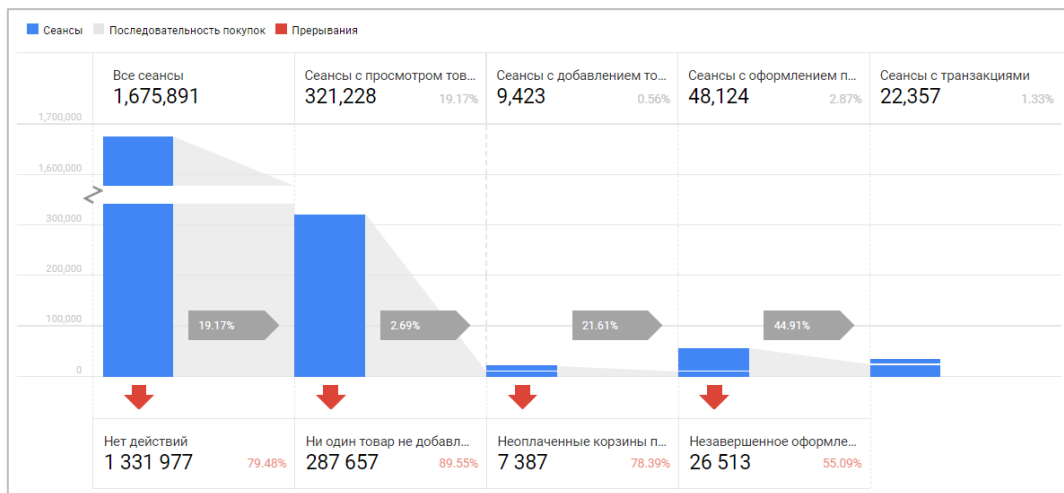 Сеансы Последовательность покупок Прерывания
Все сеансы
1,675,891
Сеансы с просмотром тов...
321,228 19.17%
Сеансы с добавлением то...
9,423 0.56%
Сеансы с оформлением п...
48,124 2.87%
Сеансы с транзакциями
22,357 1.33%
1,700,000
1,600,000
300,000
200,000
100,000
0
19.17%
2.69%
21.61%
44.91%
Нет действий
1 331 977 79.48%
Ни один товар не добавл...
287 657 89.55%
Неоплаченные корзины п...
7 387 78.39%
Незавершенное оформле...
26 513 55.09%